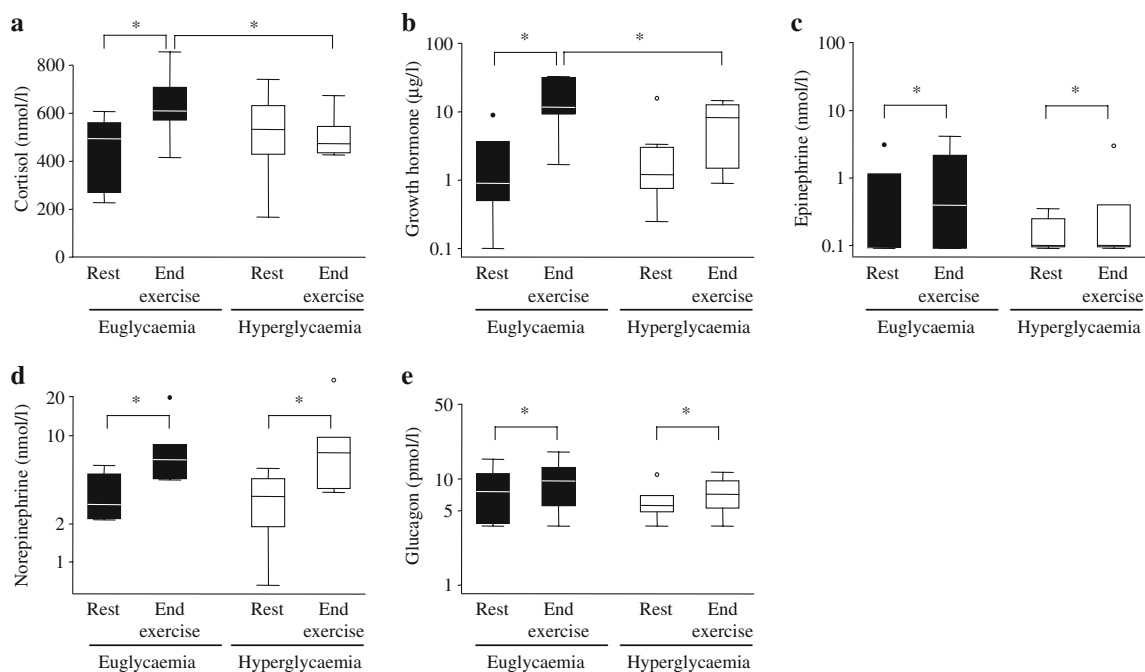 a
*
*
Cortisol (nmol/l)
800
600
400
200
0
Rest
End
exercise
Rest
End
exercise
Euglycaemia
Hyperglycaemia
b
*
*
Growth hormone (µg/l)
100
10
1
0.1
Rest
End
exercise
Rest
End
exercise
Euglycaemia
Hyperglycaemia
c
*
*
Epinephrine (nmol/l)
100
10
1
0.1
Rest
End
exercise
Rest
End
exercise
Euglycaemia
Hyperglycaemia
d
*
*
Norepinephrine (nmol/l)
20
10
2
1
Rest
End
exercise
Rest
End
exercise
Euglycaemia
Hyperglycaemia
e
*
*
Glucagon (pmol/l)
50
10
5
1
Rest
End
exercise
Rest
End
exercise
Euglycaemia
Hyperglycaemia